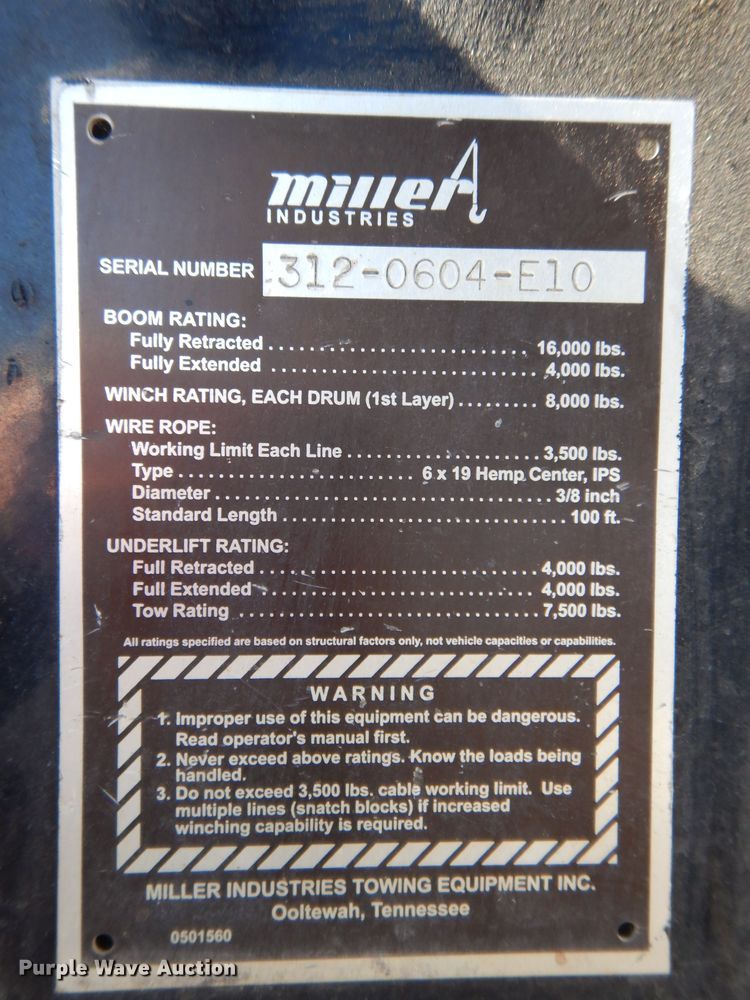 miller
INDUSTRIES
SERIAL NUMBER 312-0604-E10
BOOM RATING:
Fully Retracted ................................ 16,000 lbs.
Fully Extended ................................ 4,000 lbs.
WINCH RATING, EACH DRUM (1st Layer) ......... 8,000 lbs.
WIRE ROPE:
Working Limit Each Line ....................... 3,500 lbs.
Type ............................. 6 x 19 Hemp Center, IPS
Diameter ........................................ 3/8 inch
Standard Length ................................. 100 ft.
UNDERLIFT RATING:
Full Retracted ................................ 4,000 lbs.
Full Extended ................................. 4,000 lbs.
Tow Rating .................................... 7,500 lbs.
All ratings specified are based on structural factors only, not vehicle capacities or capabilities.
WARNING
1. Improper use of this equipment can be dangerous.
Read operator's manual first.
2. Never exceed above ratings. Know the loads being
handled.
3. Do not exceed 3,500 lbs. cable working limit. Use
multiple lines (snatch blocks) if increased
winching capability is required.
MILLER INDUSTRIES TOWING EQUIPMENT INC.
Ooltewah, Tennessee
0501560
Purple Wave Auction